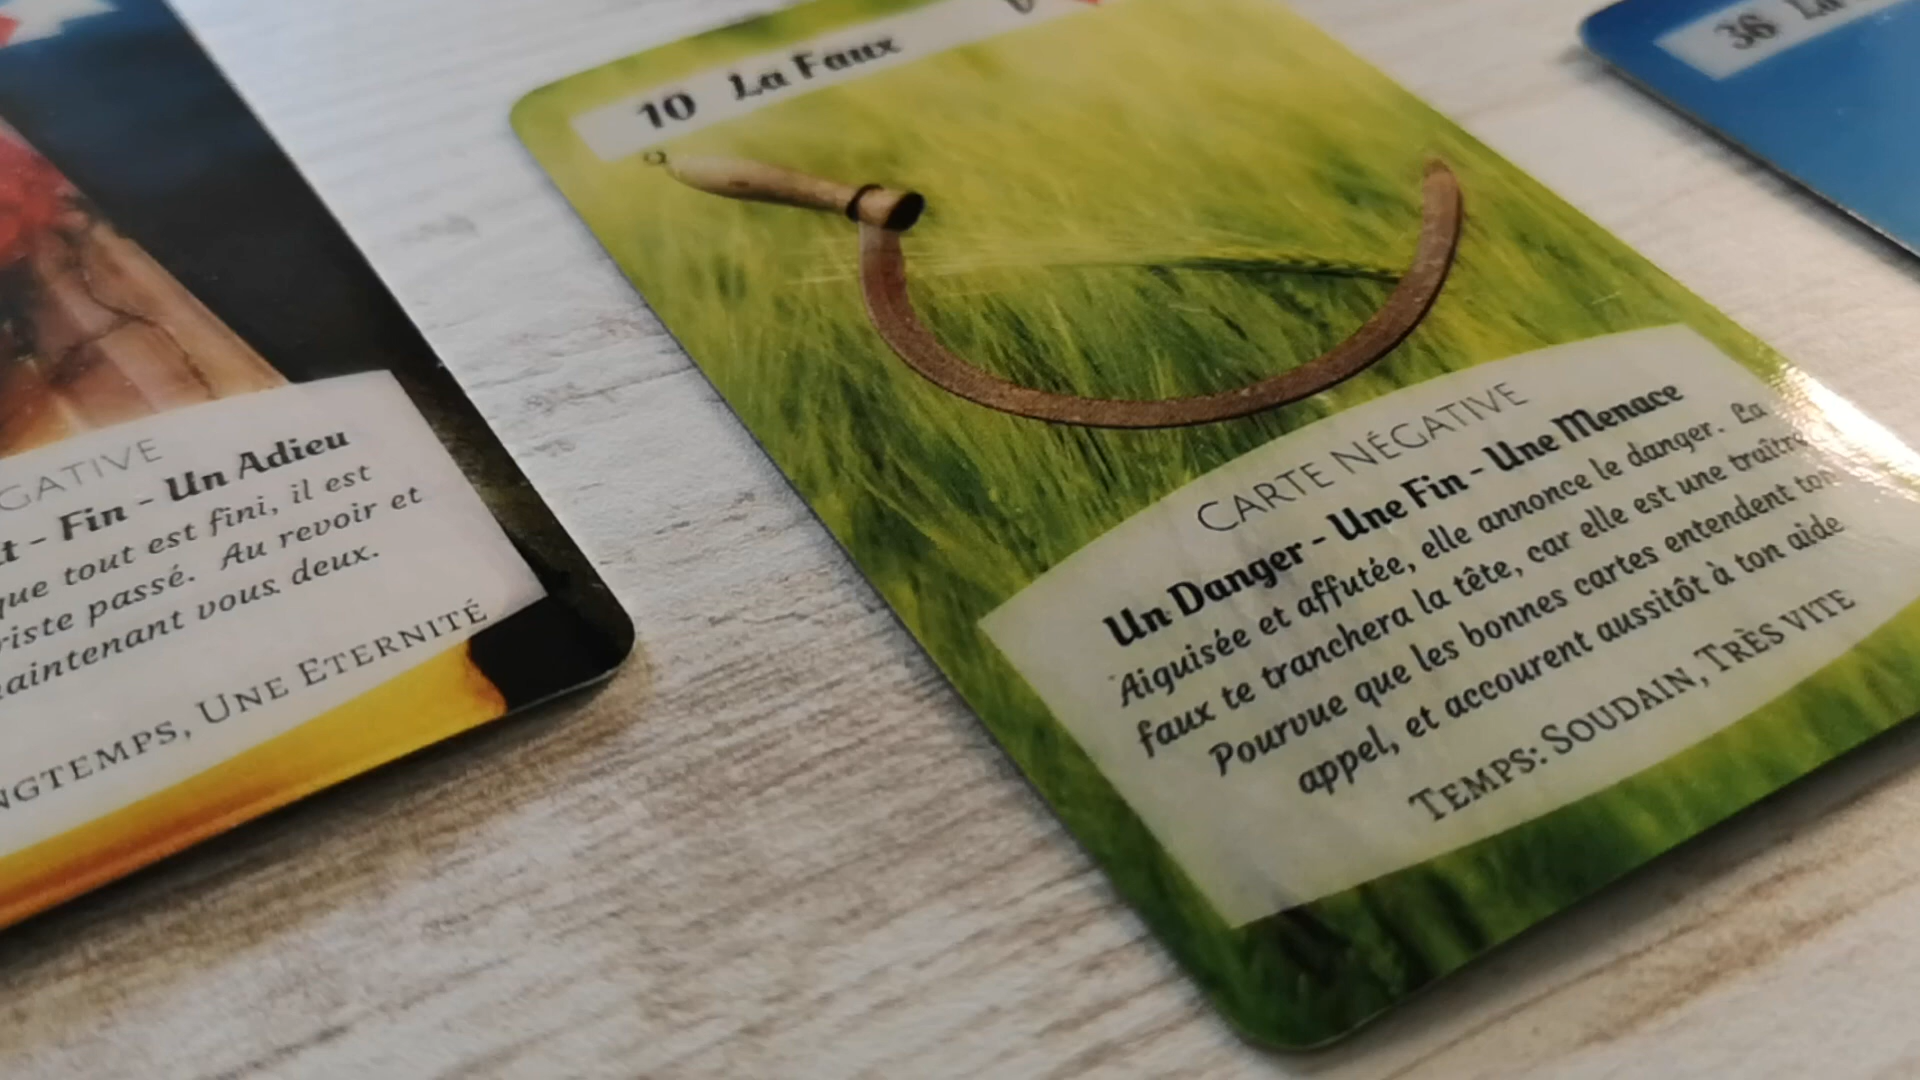 GATIVE
- Fin - Un Adieu
que tout est fini, il est
riste passé. Au revoir et
maintenant vous deux.
NGTEMPS, UNE ETERNITÉ
10 La Faux
CARTE NÉGATIVE
Un Danger - Une Fin - Une Menace
Aiguisée et affutée, elle annonce le danger. La
faux te tranchera la tête, car elle est une traître
Pourvue que les bonnes cartes entendent ton
appel, et accourent aussitôt à ton aide
TEMPS: SOUDAIN, TRÈS VITE
36 La